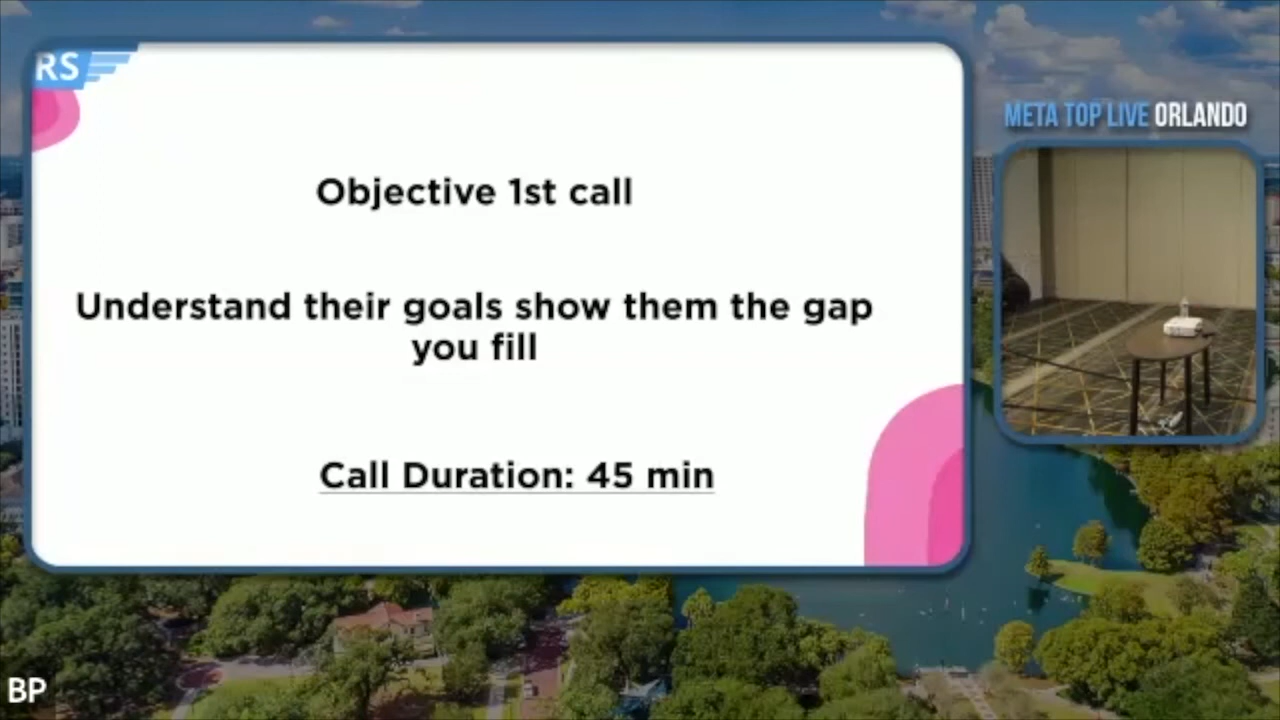 RS
META TOP LIVE ORLANDO
Objective 1st call
Understand their goals show them the gap
you fill
Call Duration: 45 min
BP